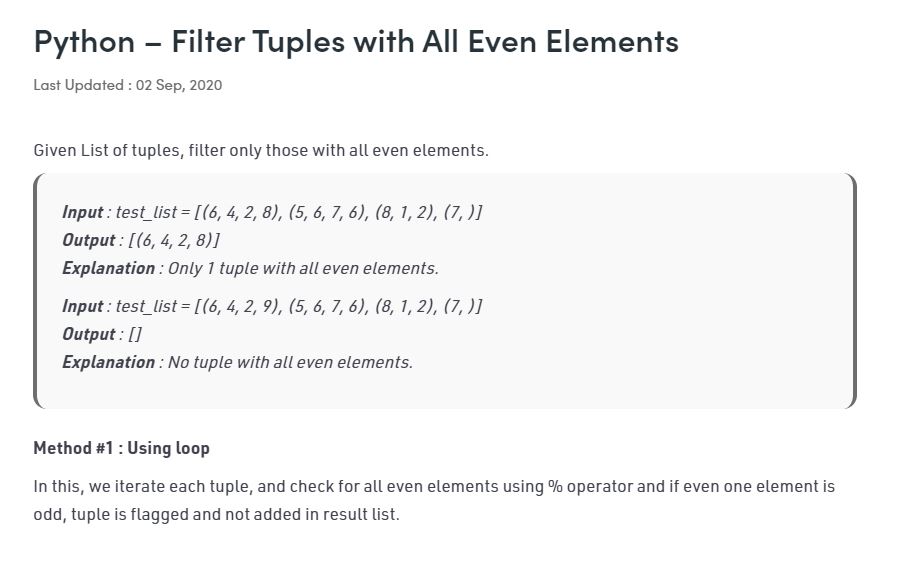 Python – Filter Tuples with All Even Elements
Last Updated : 02 Sep, 2020
Given List of tuples, filter only those with all even elements.
Input : test_list = [(6, 4, 2, 8), (5, 6, 7, 6), (8, 1, 2), (7, )]
Output : [(6, 4, 2, 8)]
Explanation : Only 1 tuple with all even elements.
Input : test_list = [(6, 4, 2, 9), (5, 6, 7, 6), (8, 1, 2), (7, )]
Output : []
Explanation : No tuple with all even elements.
Method #1 : Using loop
In this, we iterate each tuple, and check for all even elements using % operator and if even one element is
odd, tuple is flagged and not added in result list.